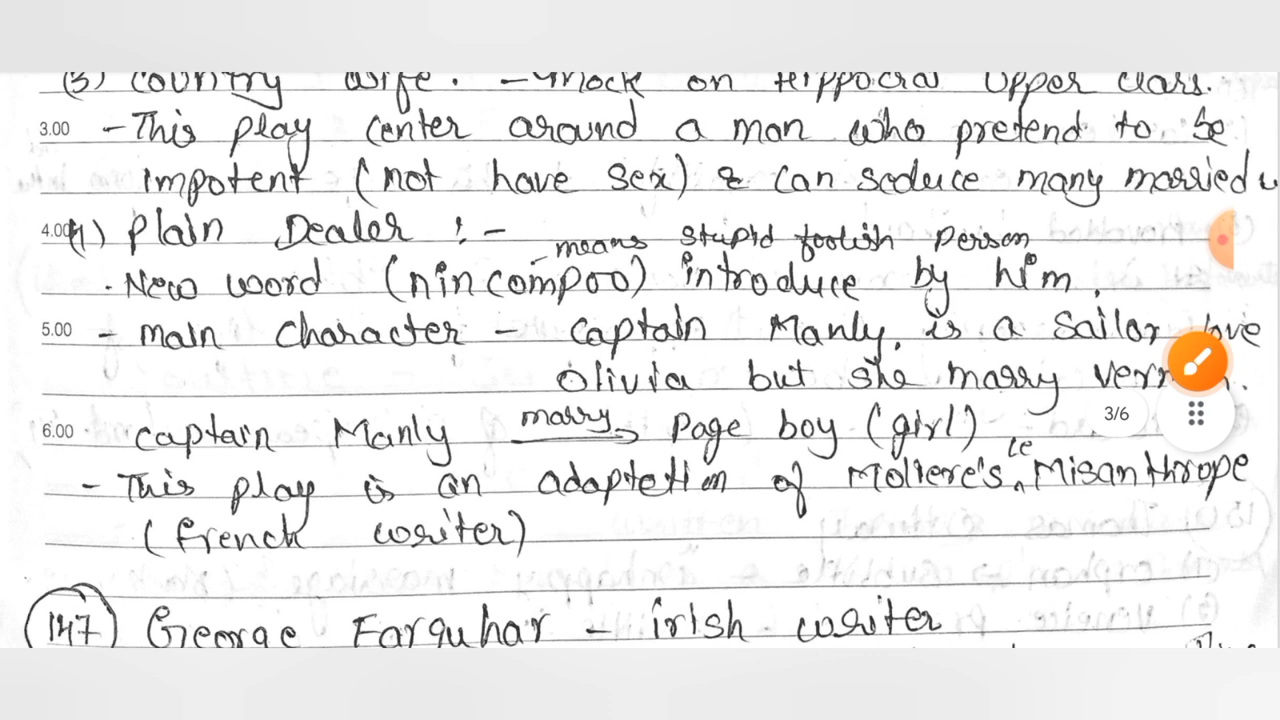 (3) Country wife. - Mock on Hippocra Upper class.
3.00 - This play center around a man who pretend to be
impotent (not have sex) & can seduce many married
4.00 (4) Plain Dealer :-
- means stupid foolish person
· New word (nincompoo) introduce by him.
5.00 - main character - Captain Manly, is a Sailor love
Olivia but she marry
3/6
6.00 Captain Manly marry → Page boy (girl)
- This play is an adaptetion of Moliere's le Misanthrope
(french writer)
147 George Farquhar - irish writer